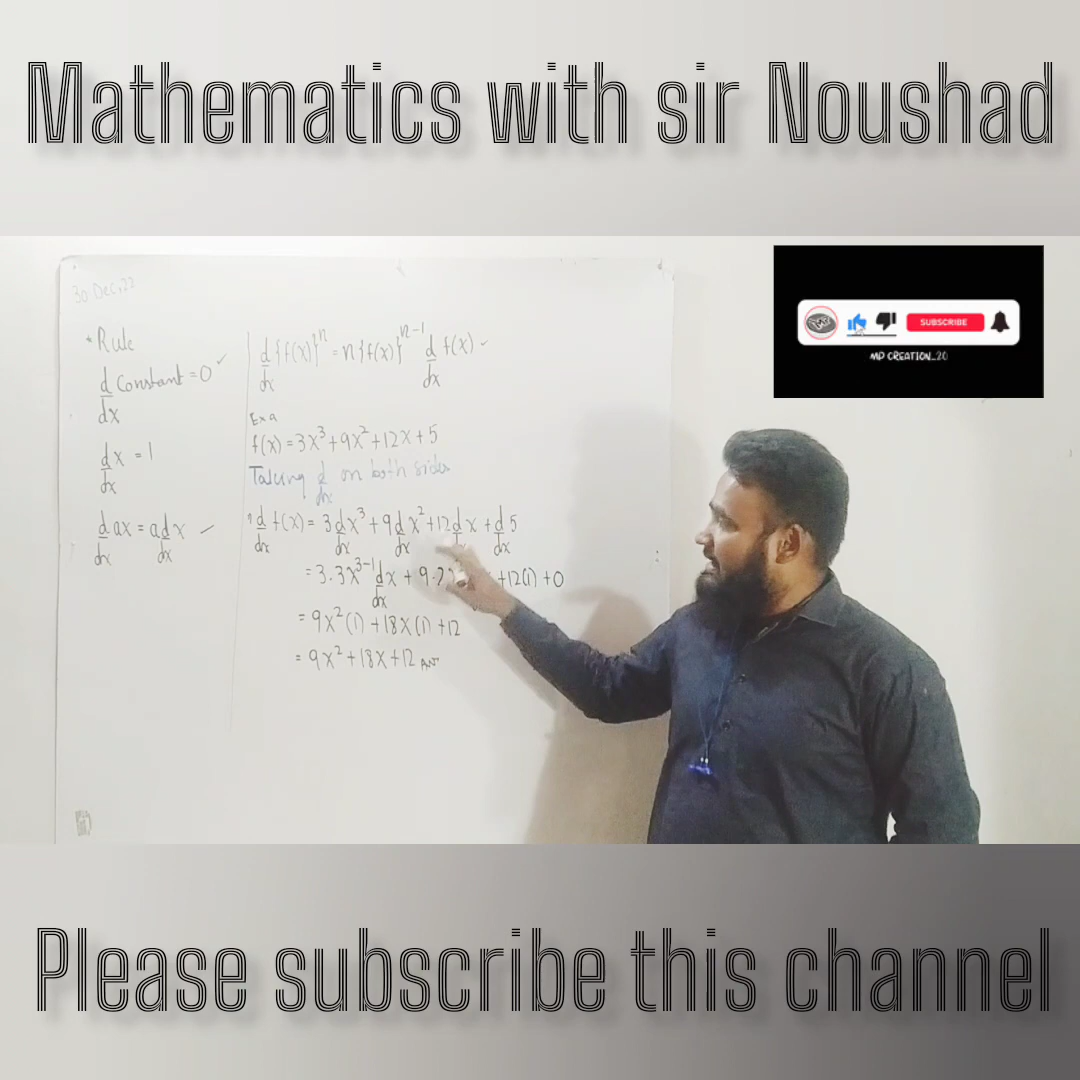 Mathematics with sir Noushad
SUBSCRIBE
MD CREATION_20
30 Dec, 22
* Rule
d/dx Constant = 0 ✓
d/dx x = 1
d/dx ax = a d/dx x ✓
d/dx {f(x)}^n = n{f(x)}^{n-1} d/dx f(x) ✓
Exa
f(x) = 3x³ + 9x² + 12x + 5
Taking d/dx on both sides
d/dx f(x) = 3 d/dx x³ + 9 d/dx x² + 12 d/dx x + d/dx 5
= 3.3x^{3-1} d/dx x + 9.2 + 12(1) + 0
= 9x²(1) + 18x(1) + 12
= 9x² + 18x + 12 Ans
Please subscribe this channel